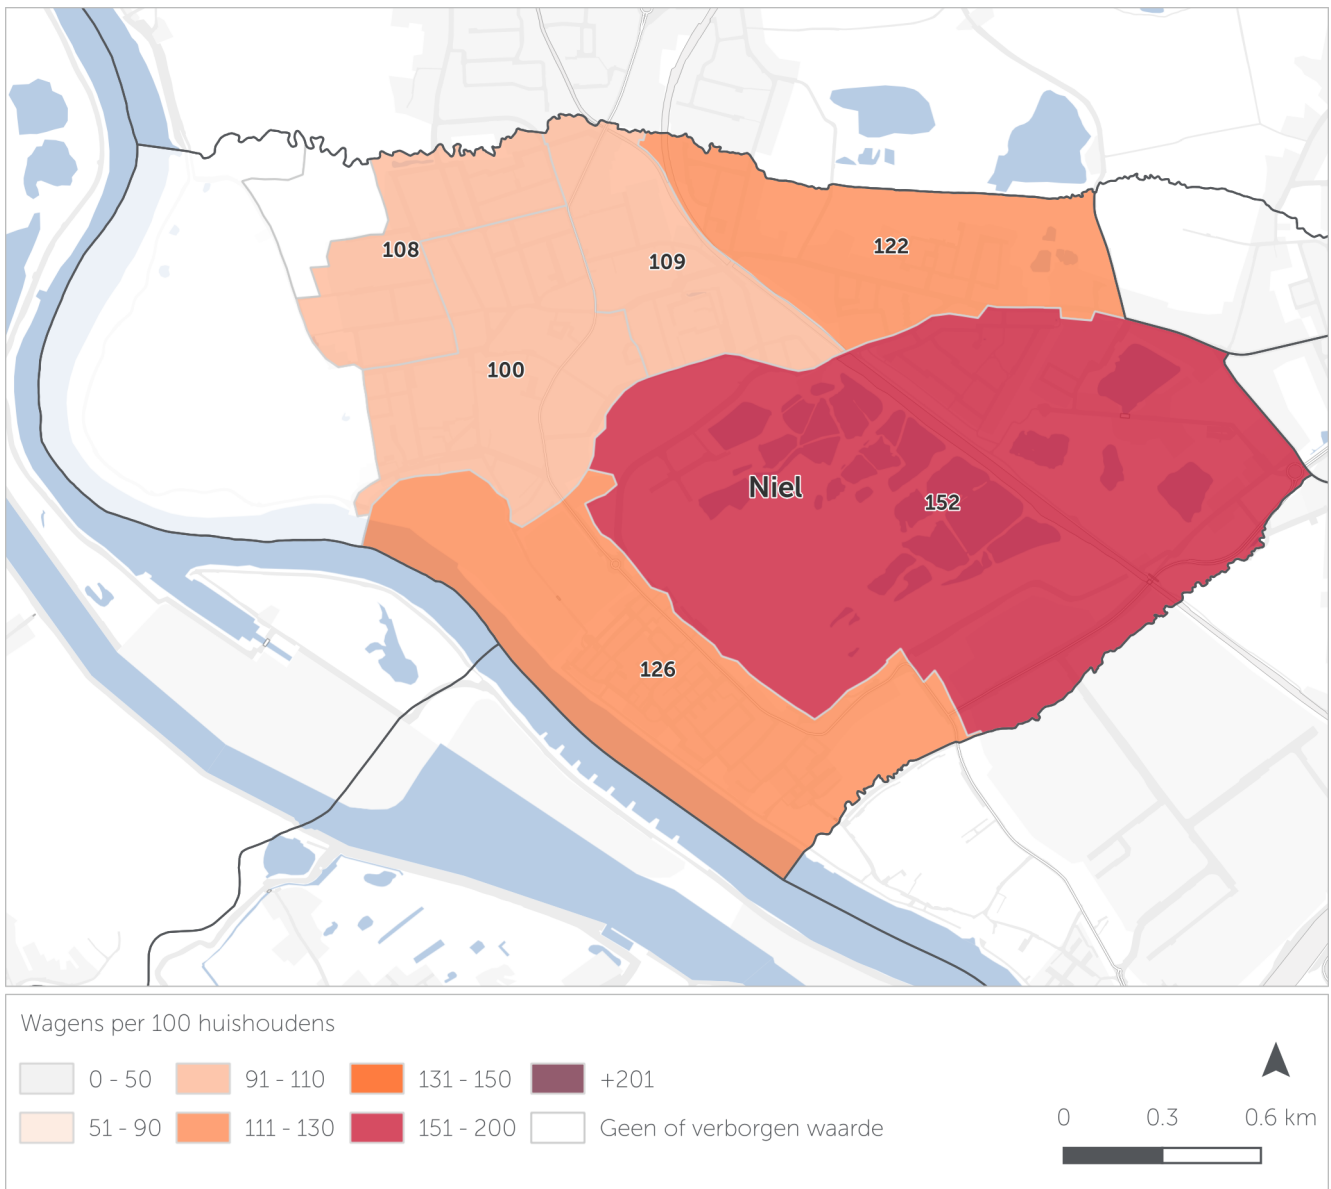 108
109
122
100
Niel
152
126
Wagens per 100 huishoudens
0 - 50
91 - 110
131 - 150
+201
51 - 90
111 - 130
151 - 200
Geen of verborgen waarde
0 0.3 0.6 km